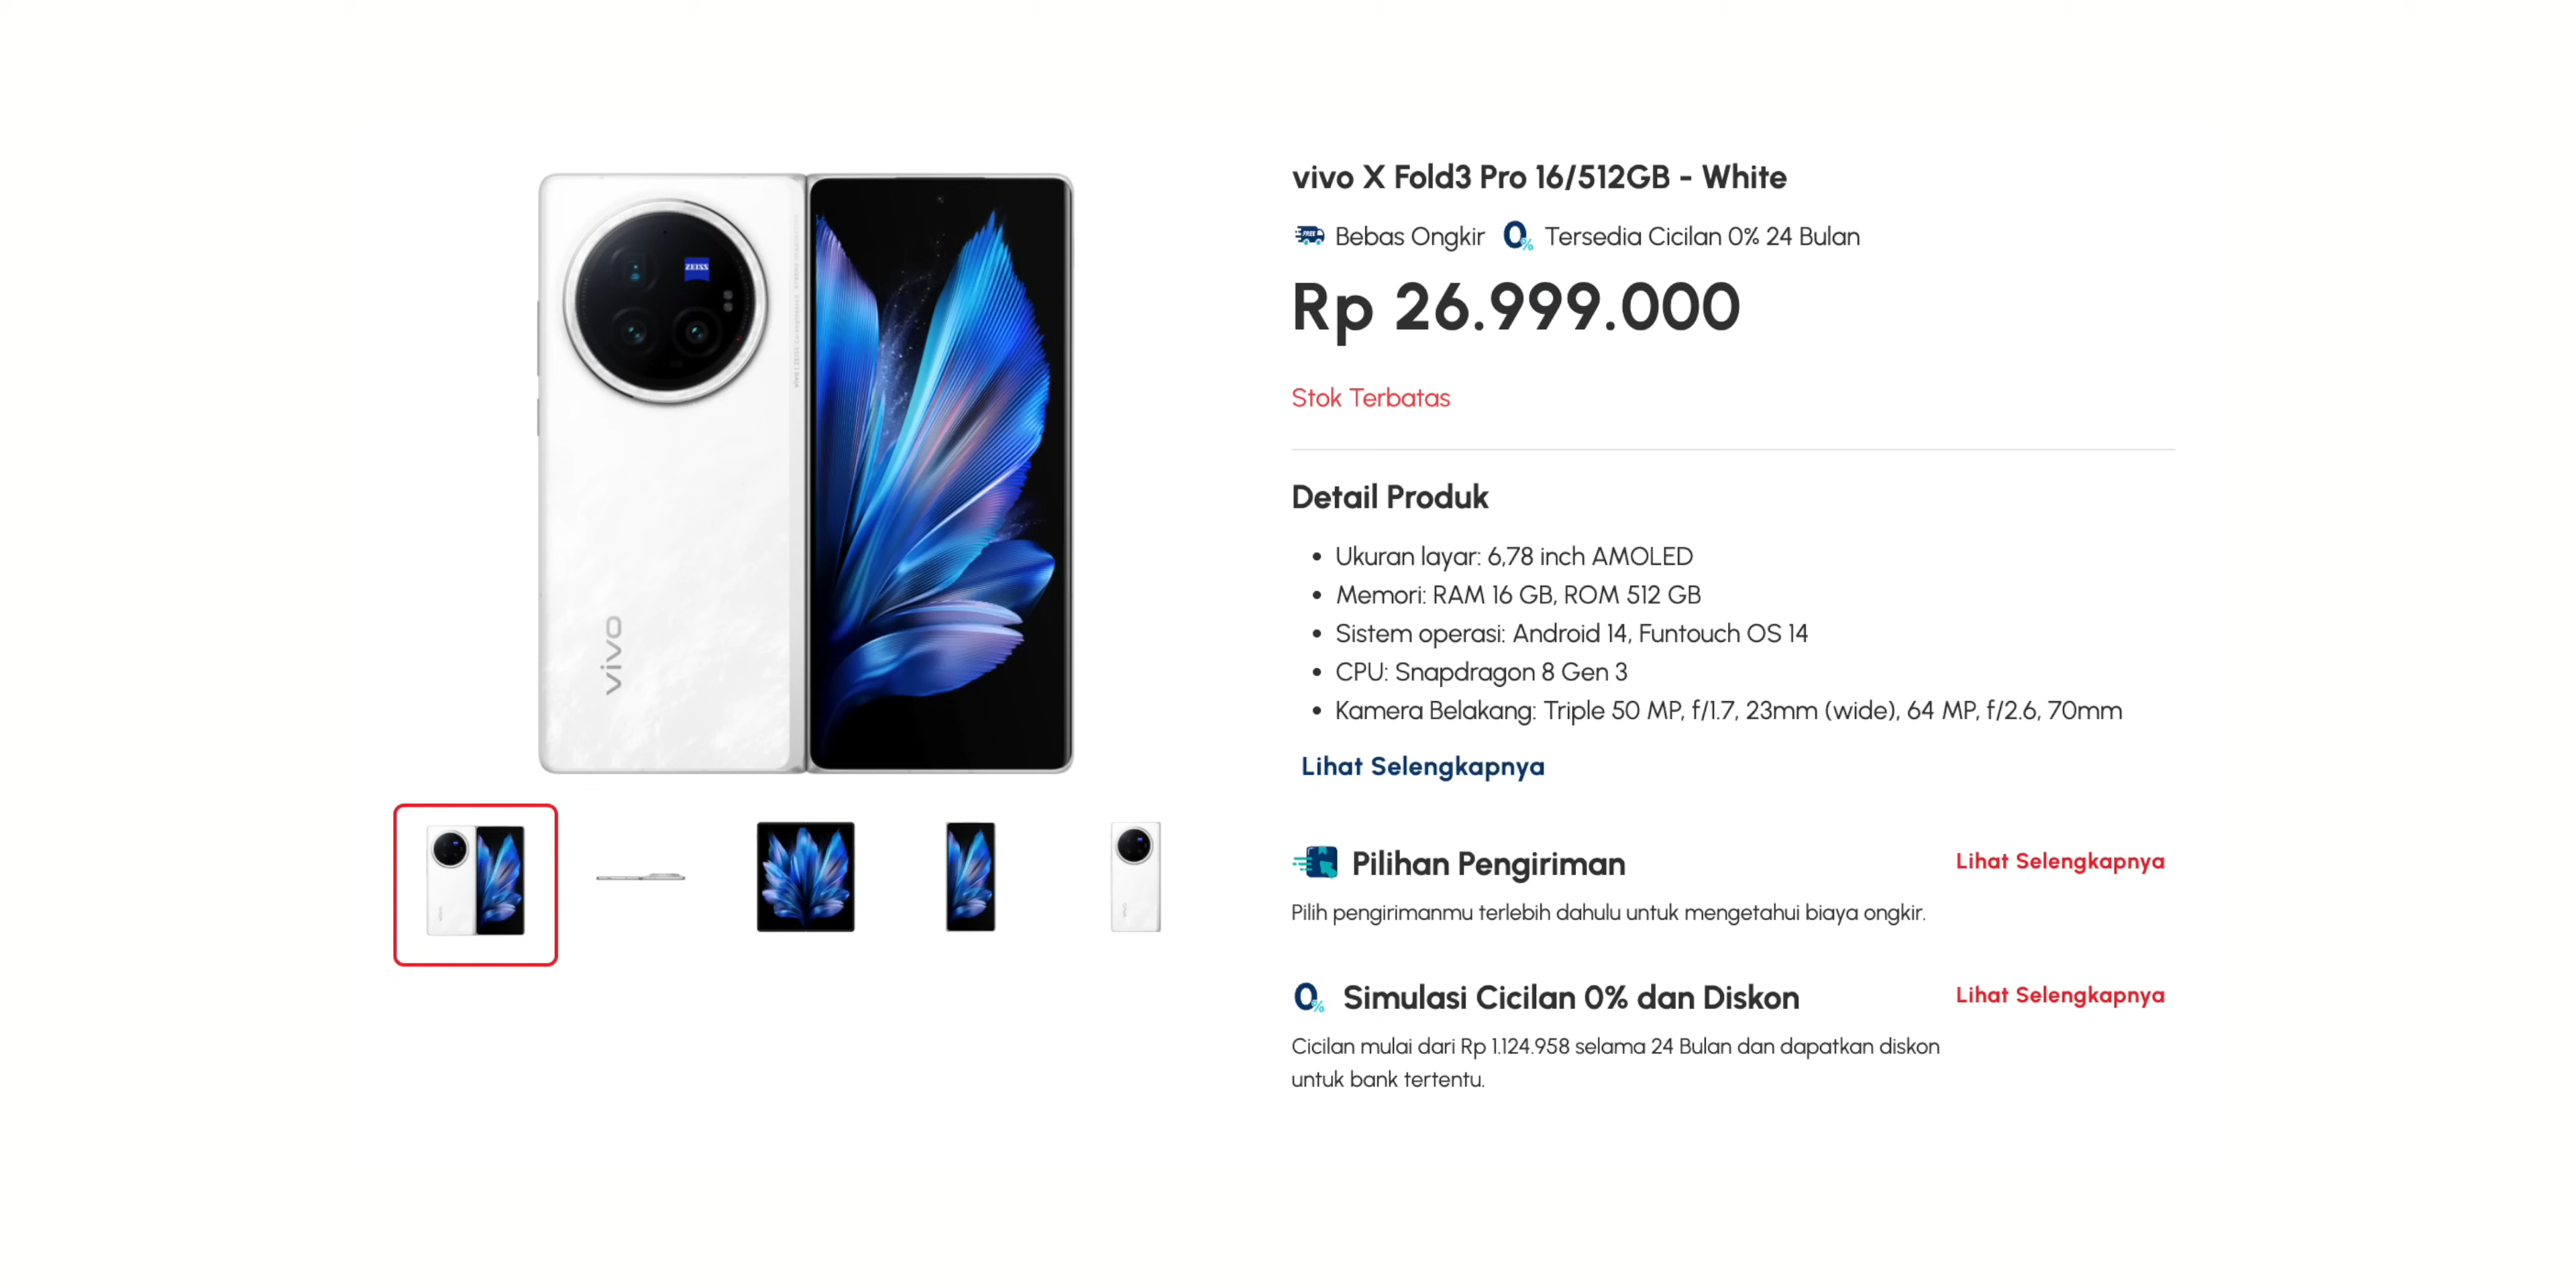 ZEISS
vivo
vivo X Fold3 Pro 16/512GB - White
FREE Bebas Ongkir 0% Tersedia Cicilan 0% 24 Bulan
Rp 26.999.000
Stok Terbatas
Detail Produk
• Ukuran layar: 6,78 inch AMOLED
• Memori: RAM 16 GB, ROM 512 GB
• Sistem operasi: Android 14, Funtouch OS 14
• CPU: Snapdragon 8 Gen 3
• Kamera Belakang: Triple 50 MP, f/1.7, 23mm (wide), 64 MP, f/2.6, 70mm
Lihat Selengkapnya
Pilihan Pengiriman Lihat Selengkapnya
Pilih pengirimanmu terlebih dahulu untuk mengetahui biaya ongkir.
0% Simulasi Cicilan 0% dan Diskon Lihat Selengkapnya
Cicilan mulai dari Rp 1.124.958 selama 24 Bulan dan dapatkan diskon
untuk bank tertentu.